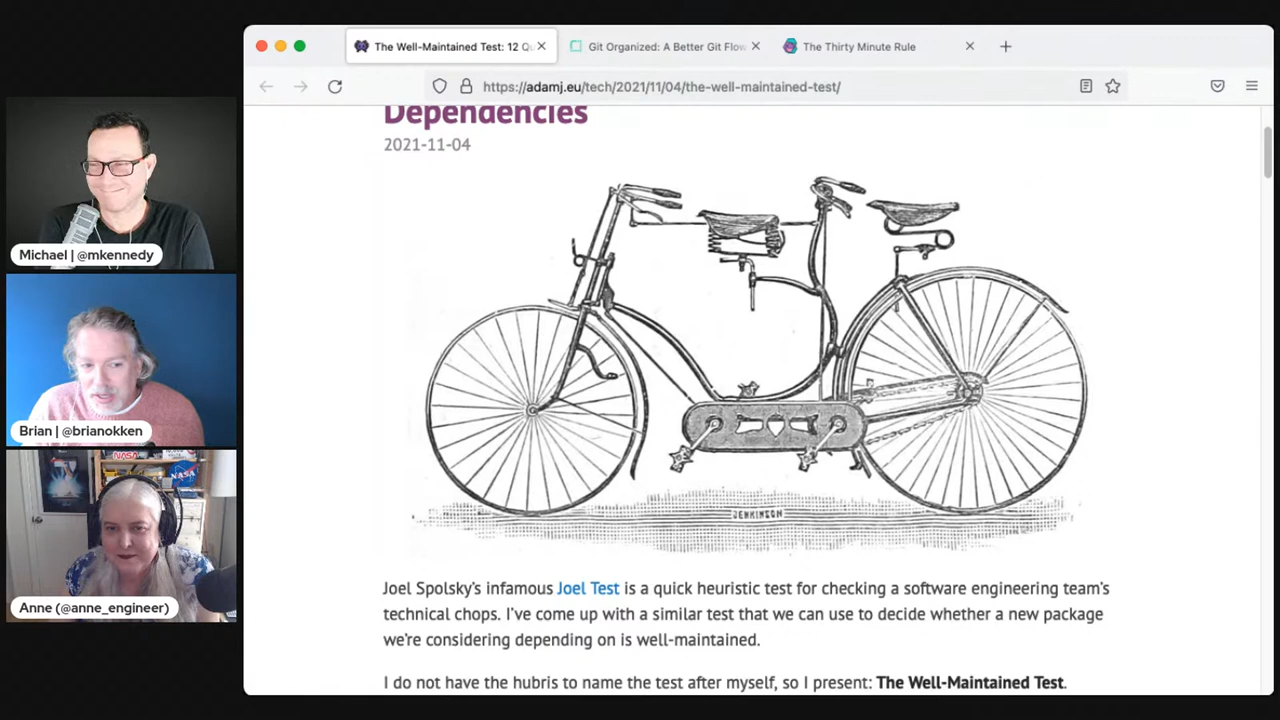 The Well-Maintained Test: 12 Q
Git Organized: A Better Git Flow
The Thirty Minute Rule
https://adamj.eu/tech/2021/11/04/the-well-maintained-test/
Dependencies
2021-11-04
JENKINSON
Joel Spolsky's infamous Joel Test is a quick heuristic test for checking a software engineering team's
technical chops. I've come up with a similar test that we can use to decide whether a new package
we're considering depending on is well-maintained.
I do not have the hubris to name the test after myself, so I present: The Well-Maintained Test.
Michael | @mkennedy
Brian | @brianokken
NASA
NASA
Anne (@anne_engineer)